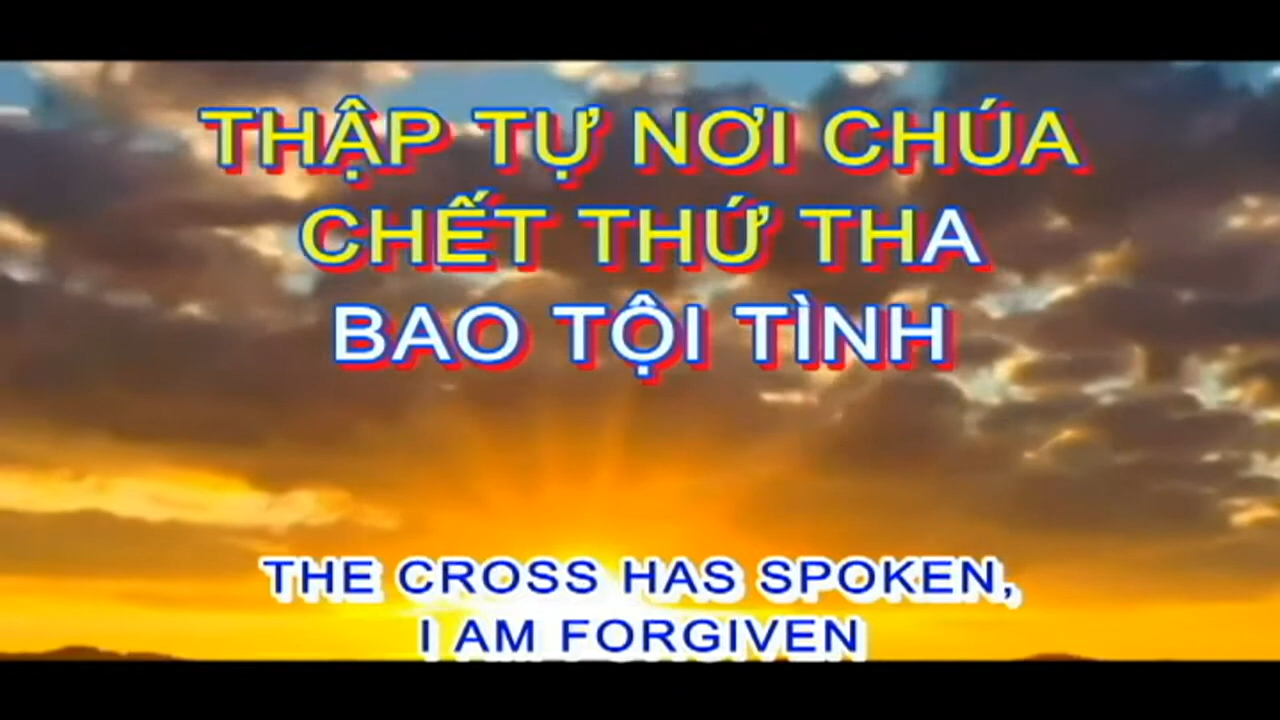 THẬP TỰ NƠI CHÚA
CHẾT THỨ THA
BAO TỘI TÌNH
THE CROSS HAS SPOKEN,
I AM FORGIVEN